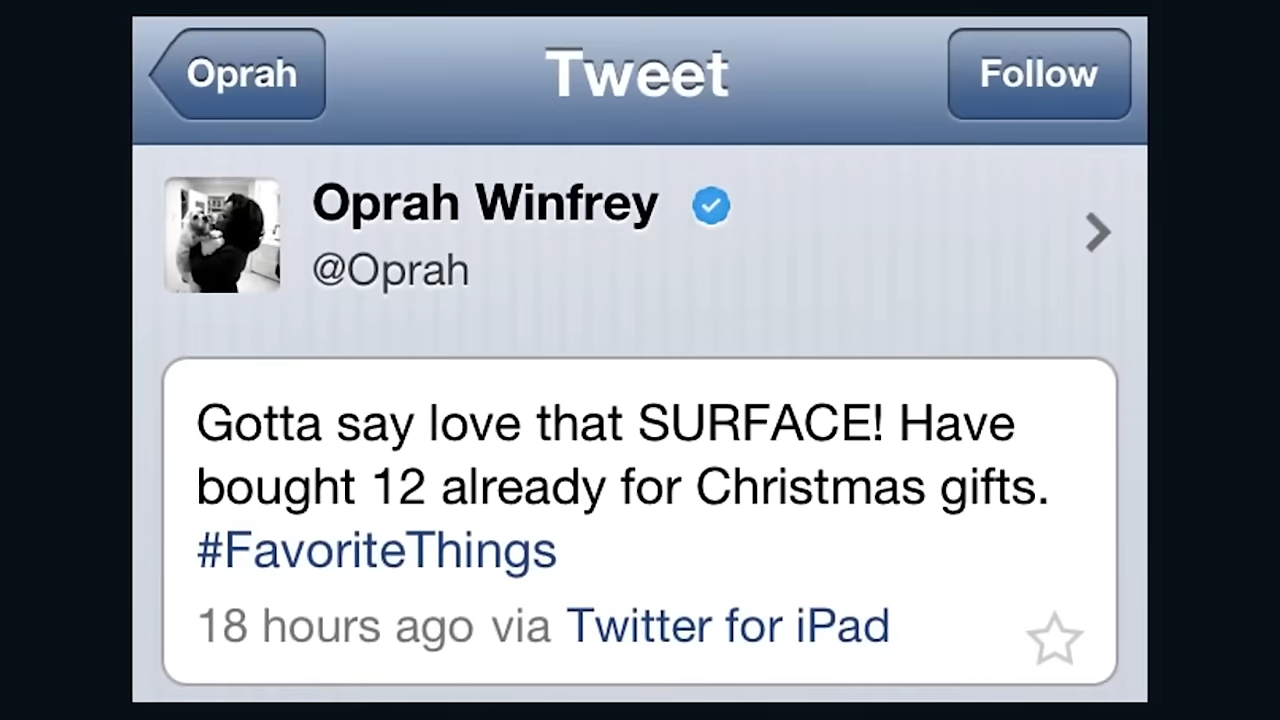 Oprah
Tweet
Follow
Oprah Winfrey
@Oprah
Gotta say love that SURFACE! Have
bought 12 already for Christmas gifts.
#FavoriteThings
18 hours ago via Twitter for iPad